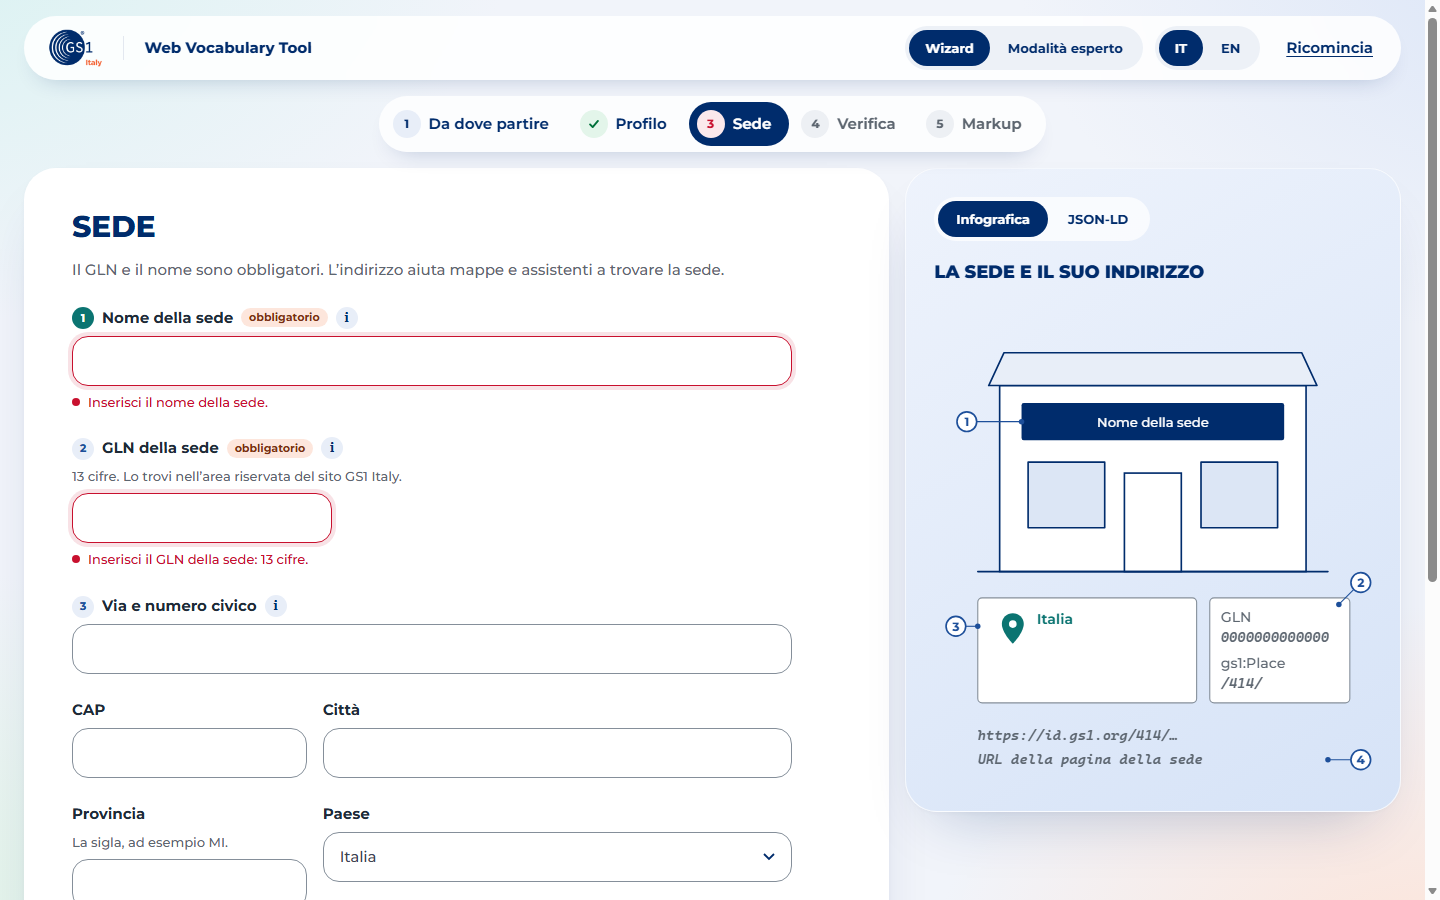 GS1 Italy
Web Vocabulary Tool
Wizard
Modalità esperto
IT
EN
Ricomincia
1 Da dove partire
Profilo
3 Sede
4 Verifica
5 Markup
SEDE
Il GLN e il nome sono obbligatori. L’indirizzo aiuta mappe e assistenti a trovare la sede.
1 Nome della sede obbligatorio i
Inserisci il nome della sede.
2 GLN della sede obbligatorio i
13 cifre. Lo trovi nell’area riservata del sito GS1 Italy.
Inserisci il GLN della sede: 13 cifre.
3 Via e numero civico i
CAP
Città
Provincia
La sigla, ad esempio MI.
Paese
Italia
Infografica
JSON-LD
LA SEDE E IL SUO INDIRIZZO
1
Nome della sede
2
3
Italia
GLN
0000000000000
gs1:Place
/414/
https://id.gs1.org/414/…
URL della pagina della sede
4